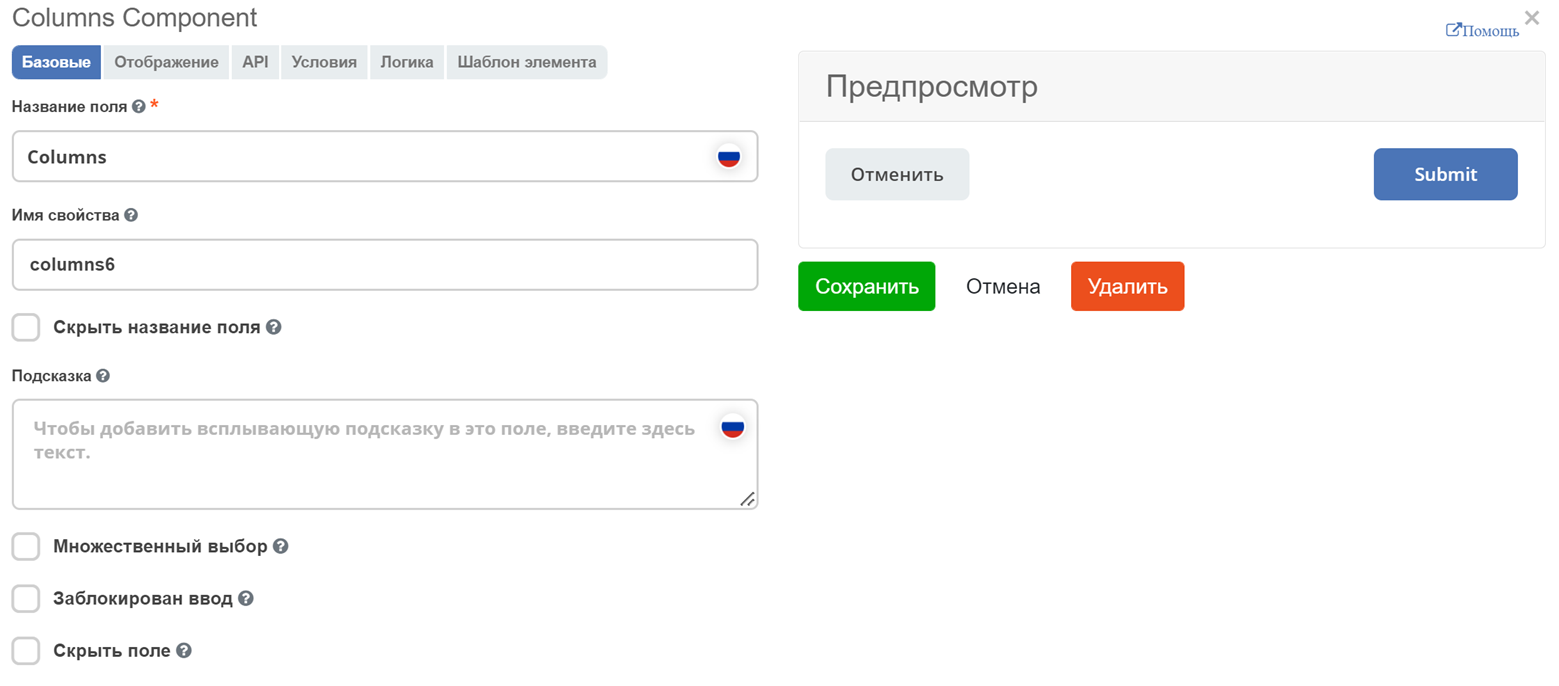 Columns Component
Помощь
Базовые Отображение API Условия Логика Шаблон элемента
Название поля *
Columns
Имя свойства
columns6
Скрыть название поля
Подсказка
Чтобы добавить всплывающую подсказку в это поле, введите здесь
текст.
Множественный выбор
Заблокирован ввод
Скрыть поле
Предпросмотр
Отменить Submit
Сохранить Отмена Удалить